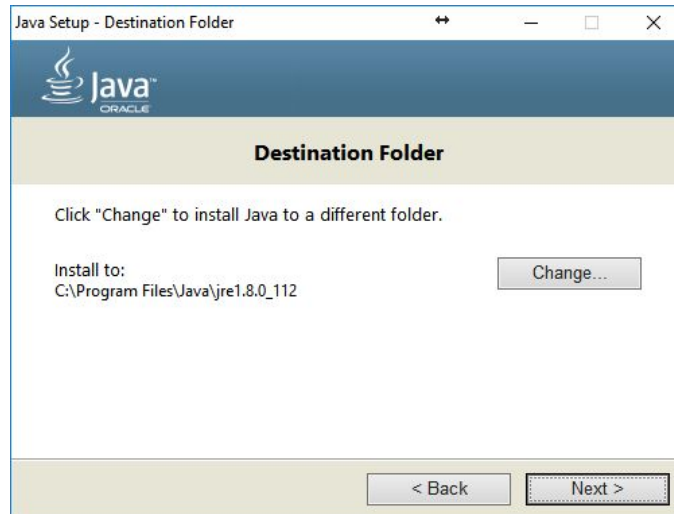 Java Setup - Destination Folder
Java™
ORACLE
Destination Folder
Click "Change" to install Java to a different folder.
Install to:
C:\Program Files\Java\jre1.8.0_112
Change...
< Back
Next >